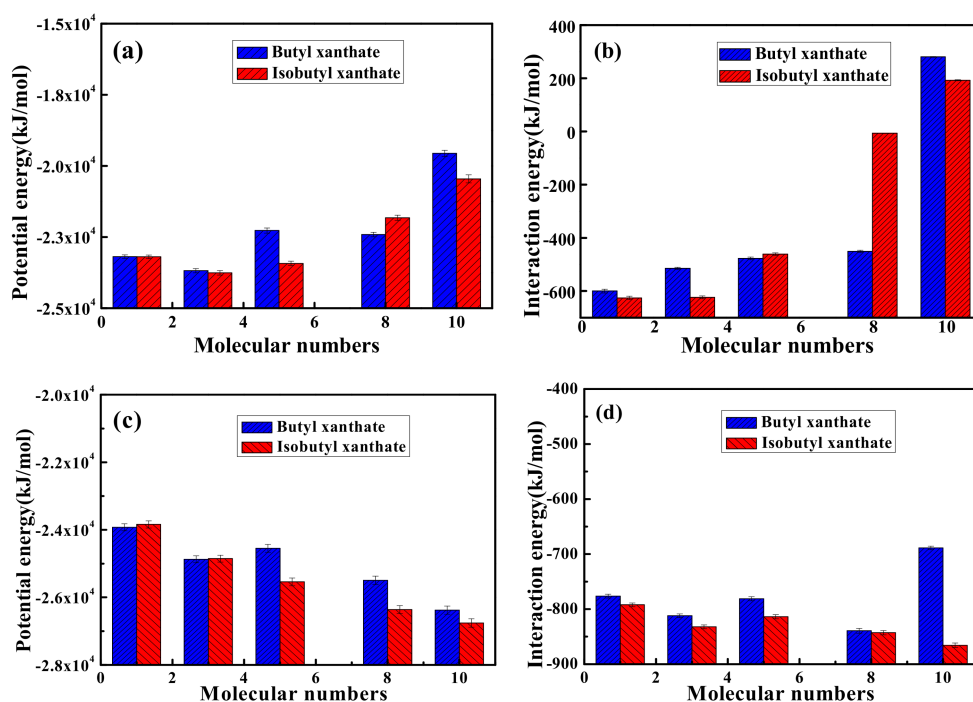 (a)
Butyl xanthate
Isobutyl xanthate
Potential energy(kJ/mol)
-1.5x10⁴
-1.8x10⁴
-2.0x10⁴
-2.3x10⁴
-2.5x10⁴
0 2 4 6 8 10
Molecular numbers
(b)
Butyl xanthate
Isobutyl xanthate
Interaction energy(kJ/mol)
400
200
0
-200
-400
-600
0 2 4 6 8 10
Molecular numbers
(c)
Butyl xanthate
Isobutyl xanthate
Potential energy(kJ/mol)
-2.0x10⁴
-2.2x10⁴
-2.4x10⁴
-2.6x10⁴
-2.8x10⁴
0 2 4 6 8 10
Molecular numbers
(d)
Butyl xanthate
Isobutyl xanthate
Interaction energy(kJ/mol)
-400
-500
-600
-700
-800
-900
0 2 4 6 8 10
Molecular numbers